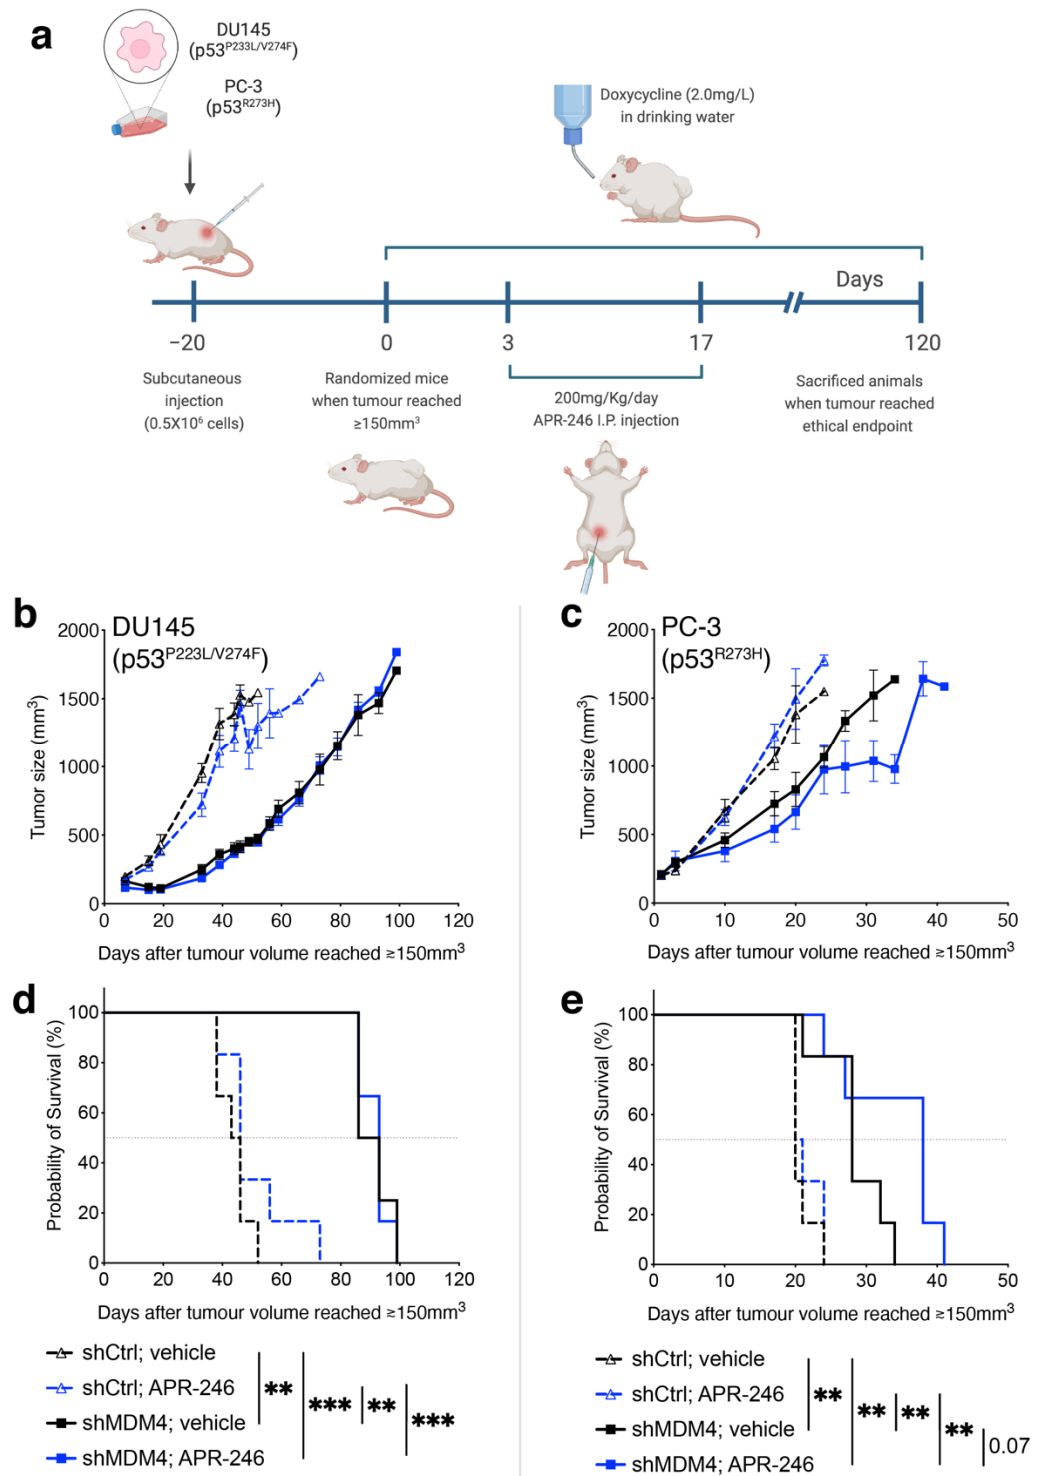 a
DU145
(p53P233L/V274F)
PC-3
(p53R273H)
Doxycycline (2.0mg/L)
in drinking water
Days
−20
0
3
17
120
Subcutaneous
injection
(0.5X10⁶ cells)
Randomized mice
when tumour reached
≥150mm³
200mg/Kg/day
APR-246 I.P. injection
Sacrificed animals
when tumour reached
ethical endpoint
b
DU145
(p53P223L/V274F)
Tumor size (mm³)
2000
1500
1000
500
0
0 20 40 60 80 100 120
Days after tumour volume reached ≥150mm³
c
PC-3
(p53R273H)
Tumor size (mm³)
2000
1500
1000
500
0
0 10 20 30 40 50
Days after tumour volume reached ≥150mm³
d
Probability of Survival (%)
100
80
60
40
20
0
0 20 40 60 80 100 120
Days after tumour volume reached ≥150mm³
shCtrl; vehicle
shCtrl; APR-246
shMDM4; vehicle
shMDM4; APR-246
** *** ** ***
e
Probability of Survival (%)
100
80
60
40
20
0
0 10 20 30 40 50
Days after tumour volume reached ≥150mm³
shCtrl; vehicle
shCtrl; APR-246
shMDM4; vehicle
shMDM4; APR-246
** ** ** ** 0.07